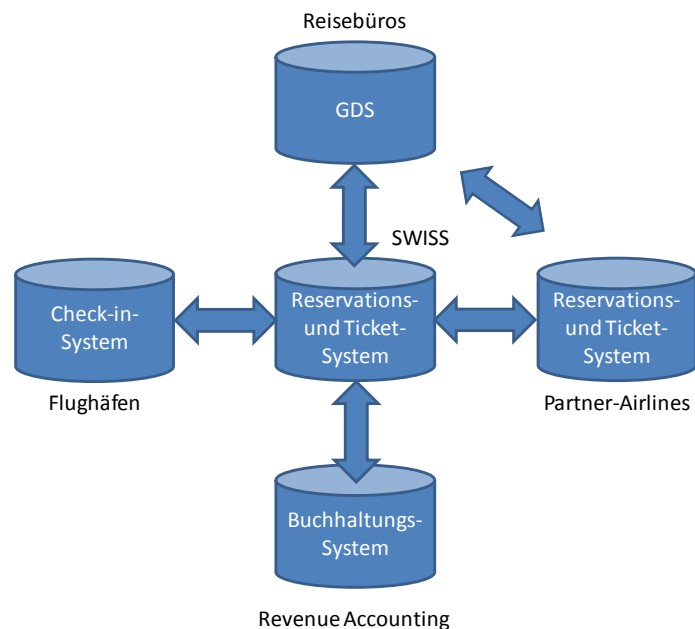 Reisebüros
GDS
SWISS
Check-in-
System
Reservations-
und Ticket-
System
Reservations-
und Ticket-
System
Flughäfen
Partner-Airlines
Buchhaltungs-
System
Revenue Accounting